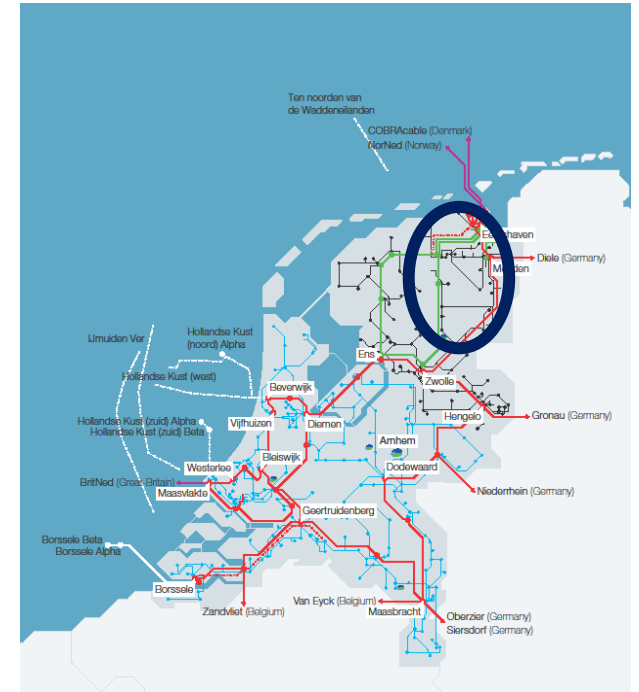 Ten noorden van
de Waddeneilanden
COBRAcable (Denmark)
NorNed (Norway)
Diele (Germany)
IJmuiden Ver
Hollandse Kust
(noord) Alpha
Hollandse Kust (west)
Ens
Zwolle
Beverwijk
Hengelo
Gronau (Germany)
Hollandse Kust (zuid) Alpha
Hollandse Kust (zuid) Beta
Vijfhuizen
Diemen
Arnhem
Bleiswijk
Westerlee
Dodewaard
BritNed (Great-Britain)
Maasvlakte
Niederrhein (Germany)
Geertruidenberg
Borssele Beta
Borssele Alpha
Borssele
Zandvliet (Belgium)
Van Eyck (Belgium)
Maasbracht
Oberzier (Germany)
Siersdorf (Germany)